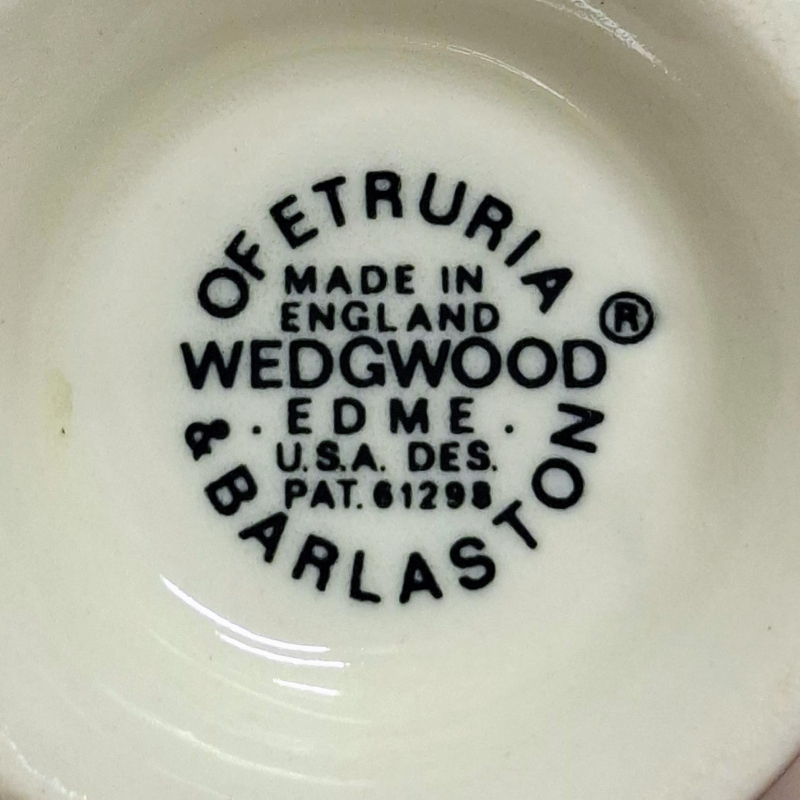 OF ETRURIA
MADE IN
ENGLAND
WEDGWOOD®
· EDME ·
U.S.A. DES.
PAT. 61298
& BARLASTON